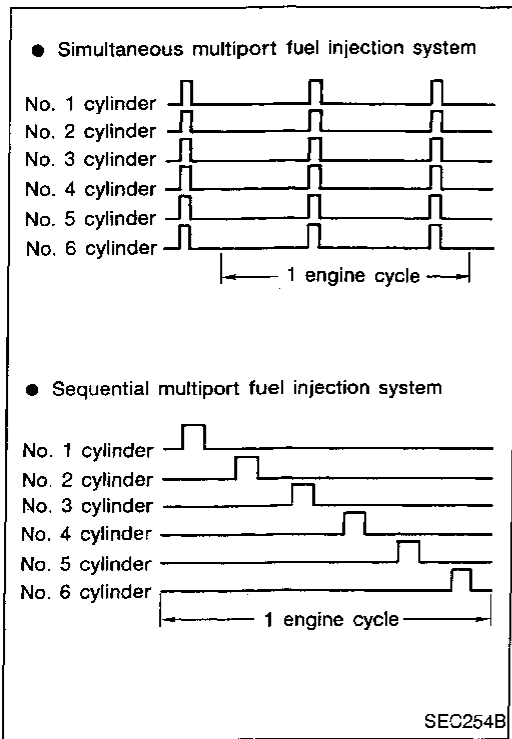 ● Simultaneous multiport fuel injection system
No. 1 cylinder
No. 2 cylinder
No. 3 cylinder
No. 4 cylinder
No. 5 cylinder
No. 6 cylinder
1 engine cycle
● Sequential multiport fuel injection system
No. 1 cylinder
No. 2 cylinder
No. 3 cylinder
No. 4 cylinder
No. 5 cylinder
No. 6 cylinder
1 engine cycle
SEC254B